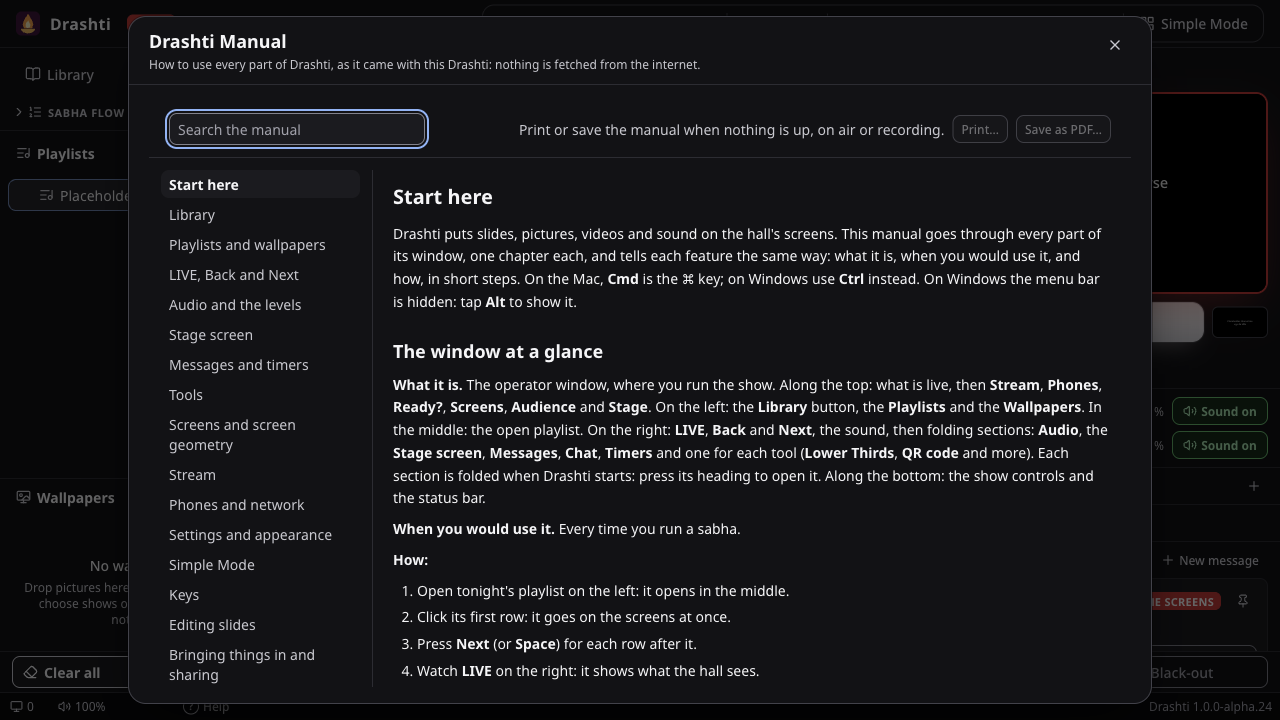 Drashti
Simple Mode
Drashti Manual
How to use every part of Drashti, as it came with this Drashti: nothing is fetched from the internet.
Library
SABHA FLOW
Playlists
Search the manual
Print or save the manual when nothing is up, on air or recording.
Print...
Save as PDF...
Start here
Library
Playlists and wallpapers
LIVE, Back and Next
Audio and the levels
Stage screen
Messages and timers
Tools
Screens and screen
geometry
Stream
Phones and network
Settings and appearance
Simple Mode
Keys
Editing slides
Bringing things in and
sharing
Start here
Drashti puts slides, pictures, videos and sound on the hall's screens. This manual goes through every part of
its window, one chapter each, and tells each feature the same way: what it is, when you would use it, and
how, in short steps. On the Mac, Cmd is the ⌘ key; on Windows use Ctrl instead. On Windows the menu bar
is hidden: tap Alt to show it.
The window at a glance
What it is. The operator window, where you run the show. Along the top: what is live, then Stream, Phones,
Ready?, Screens, Audience and Stage. On the left: the Library button, the Playlists and the Wallpapers. In
the middle: the open playlist. On the right: LIVE, Back and Next, the sound, then folding sections: Audio, the
Stage screen, Messages, Chat, Timers and one for each tool (Lower Thirds, QR code and more). Each
section is folded when Drashti starts: press its heading to open it. Along the bottom: the show controls and
the status bar.
When you would use it. Every time you run a sabha.
How:
1. Open tonight's playlist on the left: it opens in the middle.
2. Click its first row: it goes on the screens at once.
3. Press Next (or Space) for each row after it.
4. Watch LIVE on the right: it shows what the hall sees.
Wallpapers
Drop pictures here
% Sound on
% Sound on
New message
SCREENS
Clear all
Black-out
0
100%
Help
Drashti 1.0.0-alpha.24